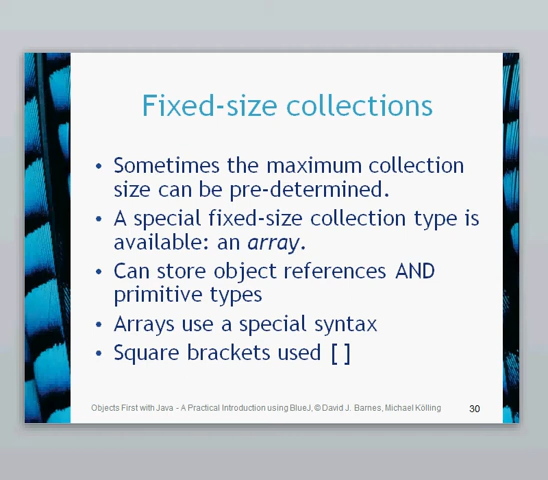 Fixed-size collections
• Sometimes the maximum collection
size can be pre-determined.
• A special fixed-size collection type is
available: an array.
• Can store object references AND
primitive types
• Arrays use a special syntax
• Square brackets used [ ]
Objects First with Java - A Practical Introduction using BlueJ, © David J. Barnes, Michael Kölling
30